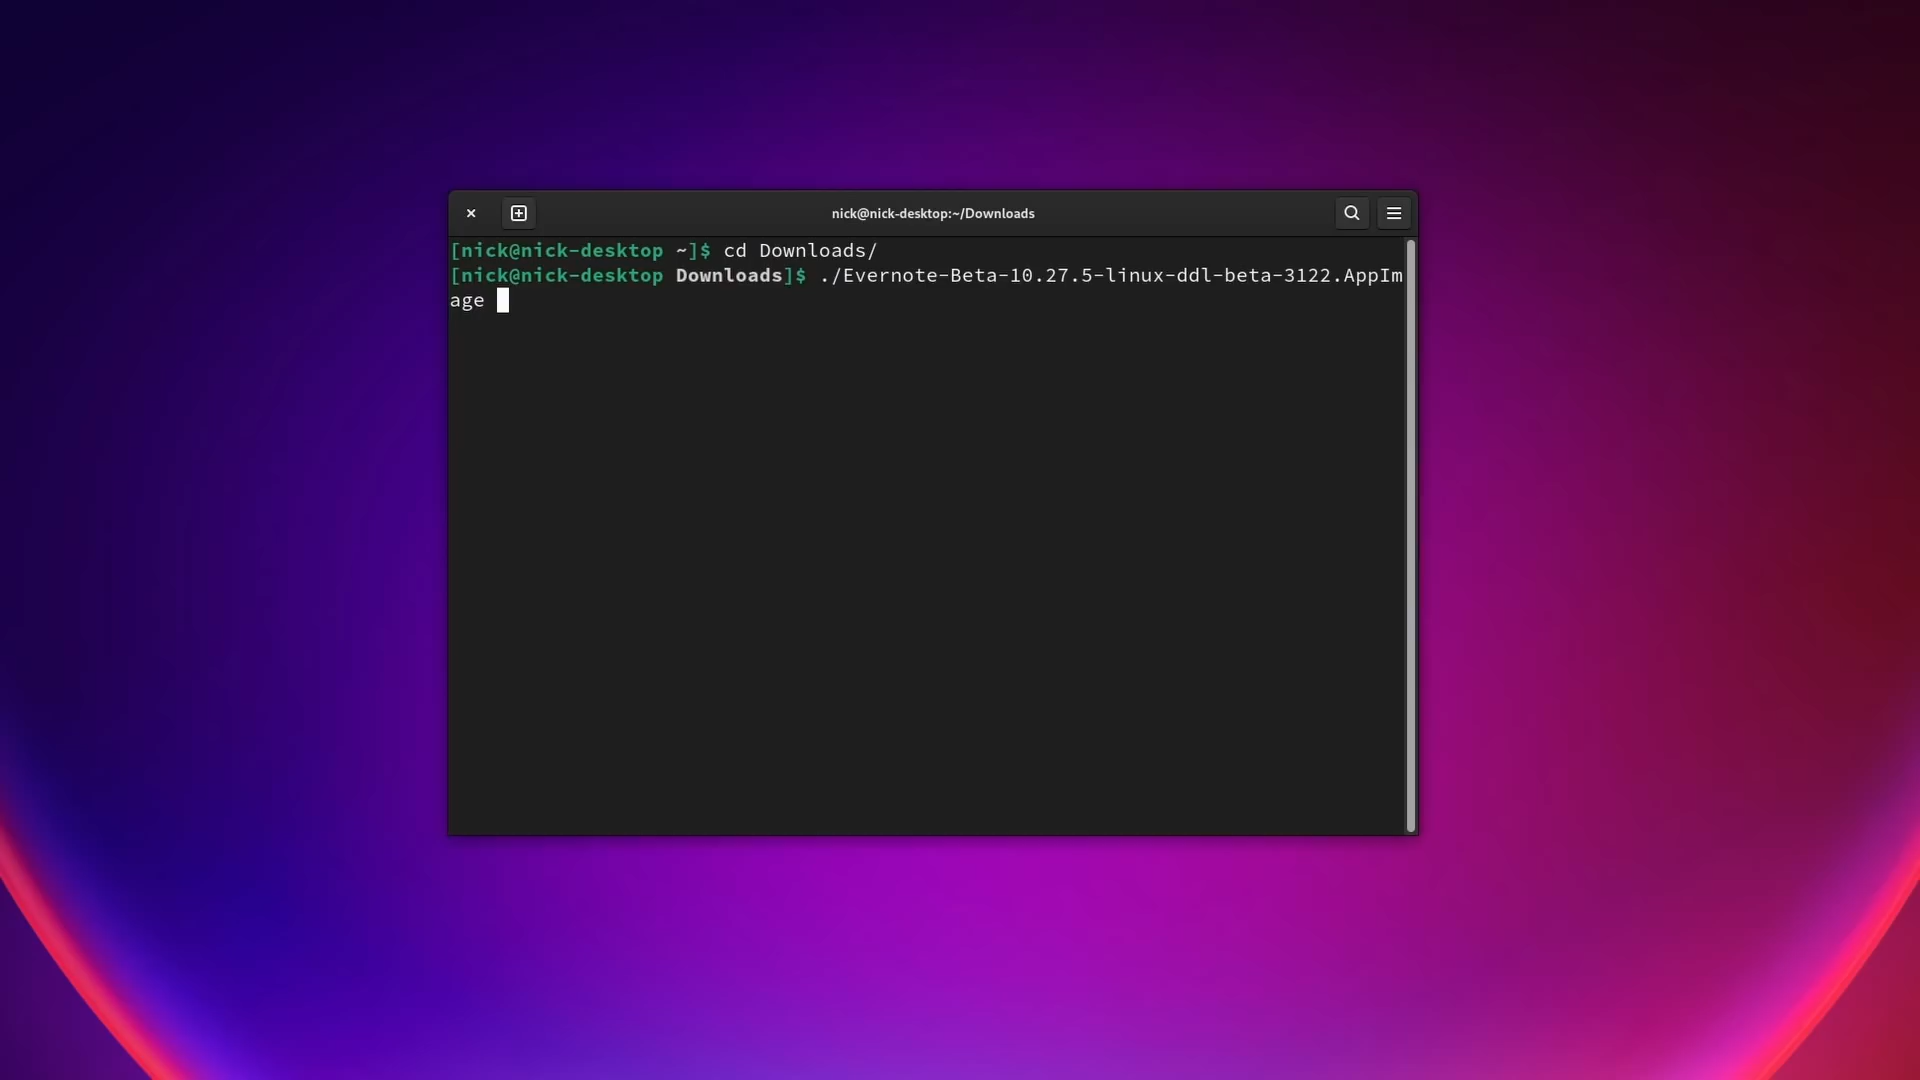 nick@nick-desktop:~/Downloads
[nick@nick-desktop ~]$ cd Downloads/
[nick@nick-desktop Downloads]$ ./Evernote-Beta-10.27.5-linux-ddl-beta-3122.AppIm
age